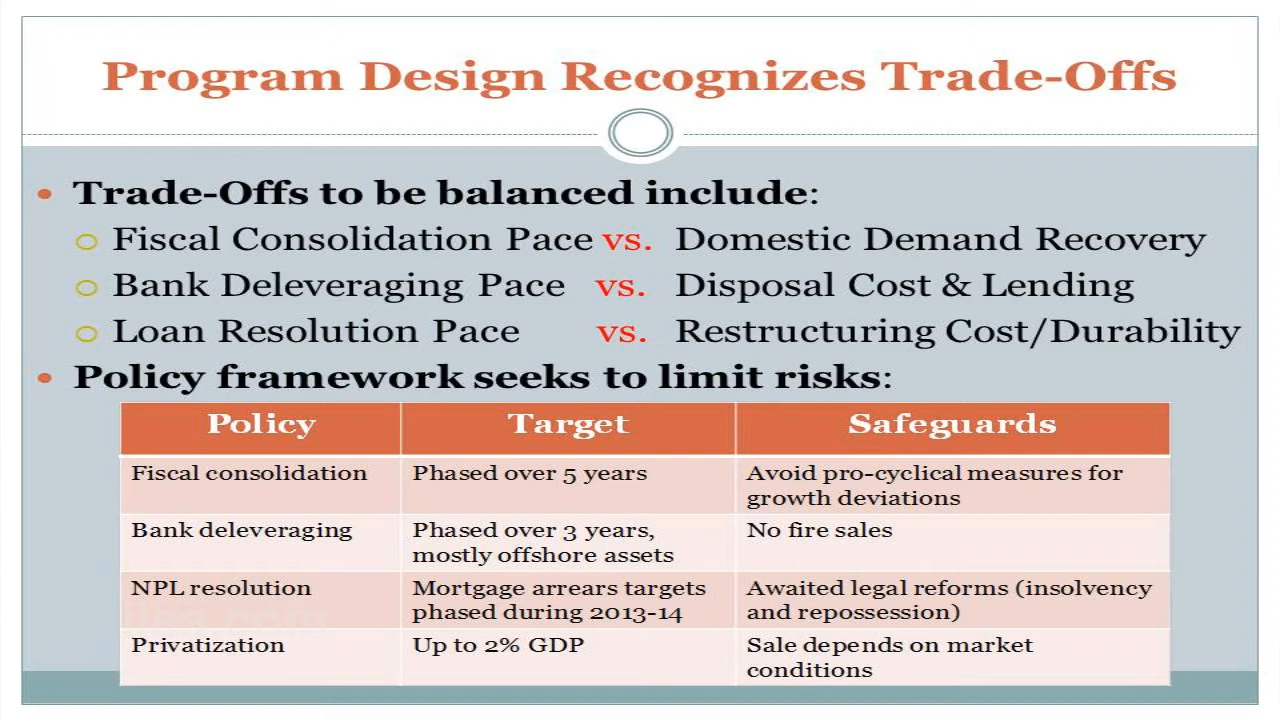 Program Design Recognizes Trade-Offs
Trade-Offs to be balanced include:
Fiscal Consolidation Pace vs. Domestic Demand Recovery
Bank Deleveraging Pace vs. Disposal Cost & Lending
Loan Resolution Pace vs. Restructuring Cost/Durability
Policy framework seeks to limit risks:
Policy Target Safeguards
Fiscal consolidation Phased over 5 years Avoid pro-cyclical measures for
growth deviations
Bank deleveraging Phased over 3 years, No fire sales
mostly offshore assets
NPL resolution Mortgage arrears targets Awaited legal reforms (insolvency
phased during 2013-14 and repossession)
Privatization Up to 2% GDP Sale depends on market
conditions